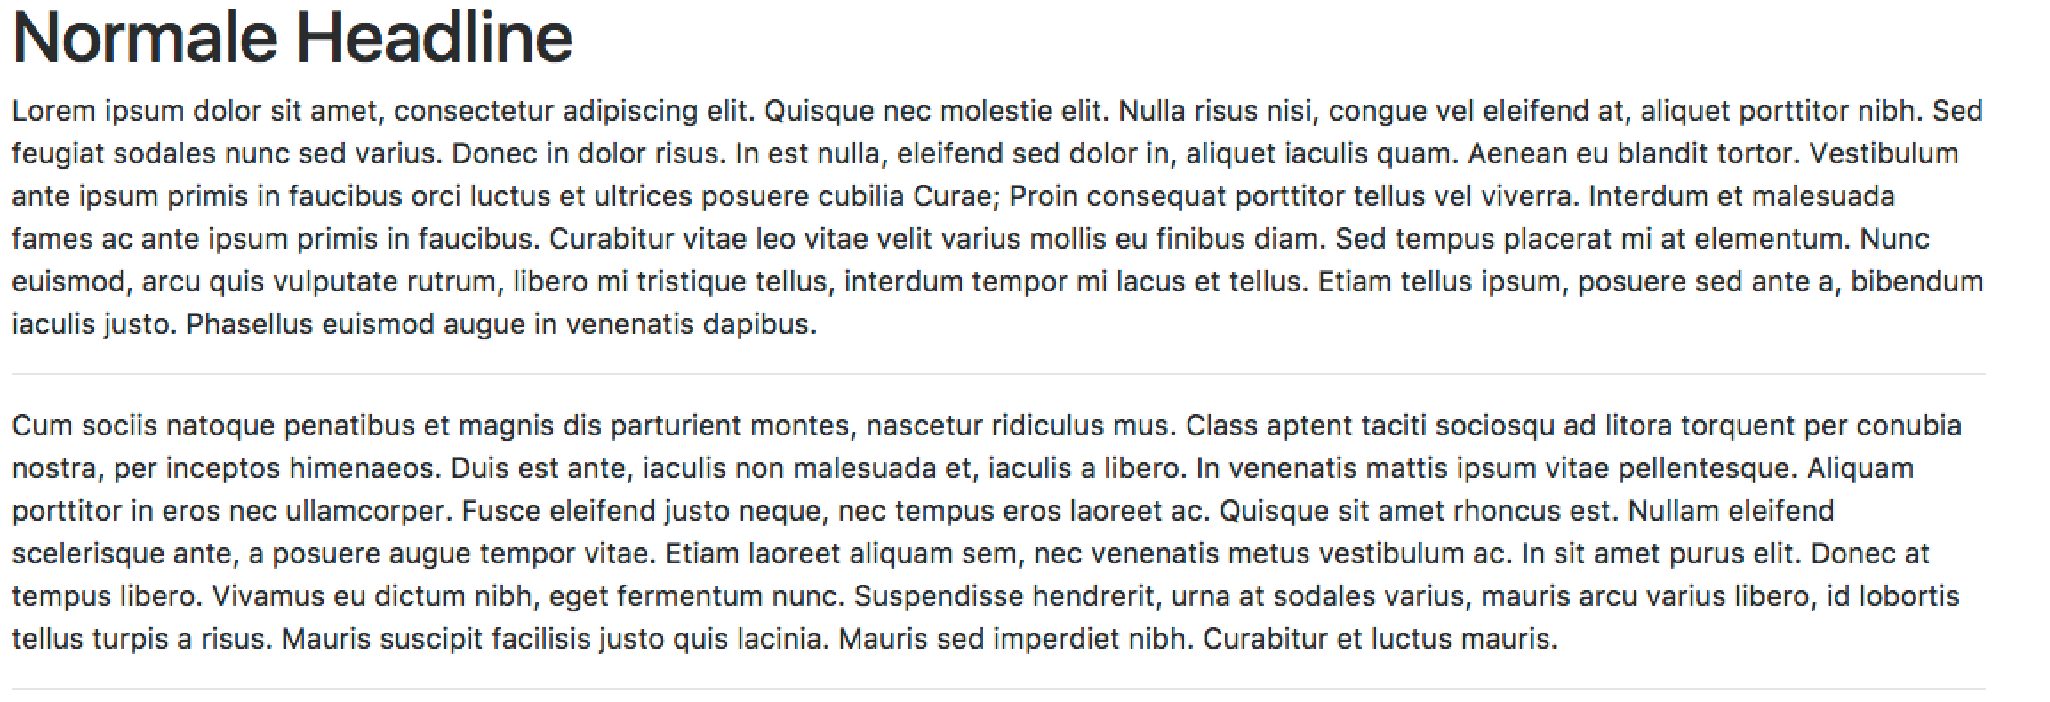 Normale Headline
Lorem ipsum dolor sit amet, consectetur adipiscing elit. Quisque nec molestie elit. Nulla risus nisi, congue vel eleifend at, aliquet porttitor nibh. Sed
feugiat sodales nunc sed varius. Donec in dolor risus. In est nulla, eleifend sed dolor in, aliquet iaculis quam. Aenean eu blandit tortor. Vestibulum
ante ipsum primis in faucibus orci luctus et ultrices posuere cubilia Curae; Proin consequat porttitor tellus vel viverra. Interdum et malesuada
fames ac ante ipsum primis in faucibus. Curabitur vitae leo vitae velit varius mollis eu finibus diam. Sed tempus placerat mi at elementum. Nunc
euismod, arcu quis vulputate rutrum, libero mi tristique tellus, interdum tempor mi lacus et tellus. Etiam tellus ipsum, posuere sed ante a, bibendum
iaculis justo. Phasellus euismod augue in venenatis dapibus.
Cum sociis natoque penatibus et magnis dis parturient montes, nascetur ridiculus mus. Class aptent taciti sociosqu ad litora torquent per conubia
nostra, per inceptos himenaeos. Duis est ante, iaculis non malesuada et, iaculis a libero. In venenatis mattis ipsum vitae pellentesque. Aliquam
porttitor in eros nec ullamcorper. Fusce eleifend justo neque, nec tempus eros laoreet ac. Quisque sit amet rhoncus est. Nullam eleifend
scelerisque ante, a posuere augue tempor vitae. Etiam laoreet aliquam sem, nec venenatis metus vestibulum ac. In sit amet purus elit. Donec at
tempus libero. Vivamus eu dictum nibh, eget fermentum nunc. Suspendisse hendrerit, urna at sodales varius, mauris arcu varius libero, id lobortis
tellus turpis a risus. Mauris suscipit facilisis justo quis lacinia. Mauris sed imperdiet nibh. Curabitur et luctus mauris.